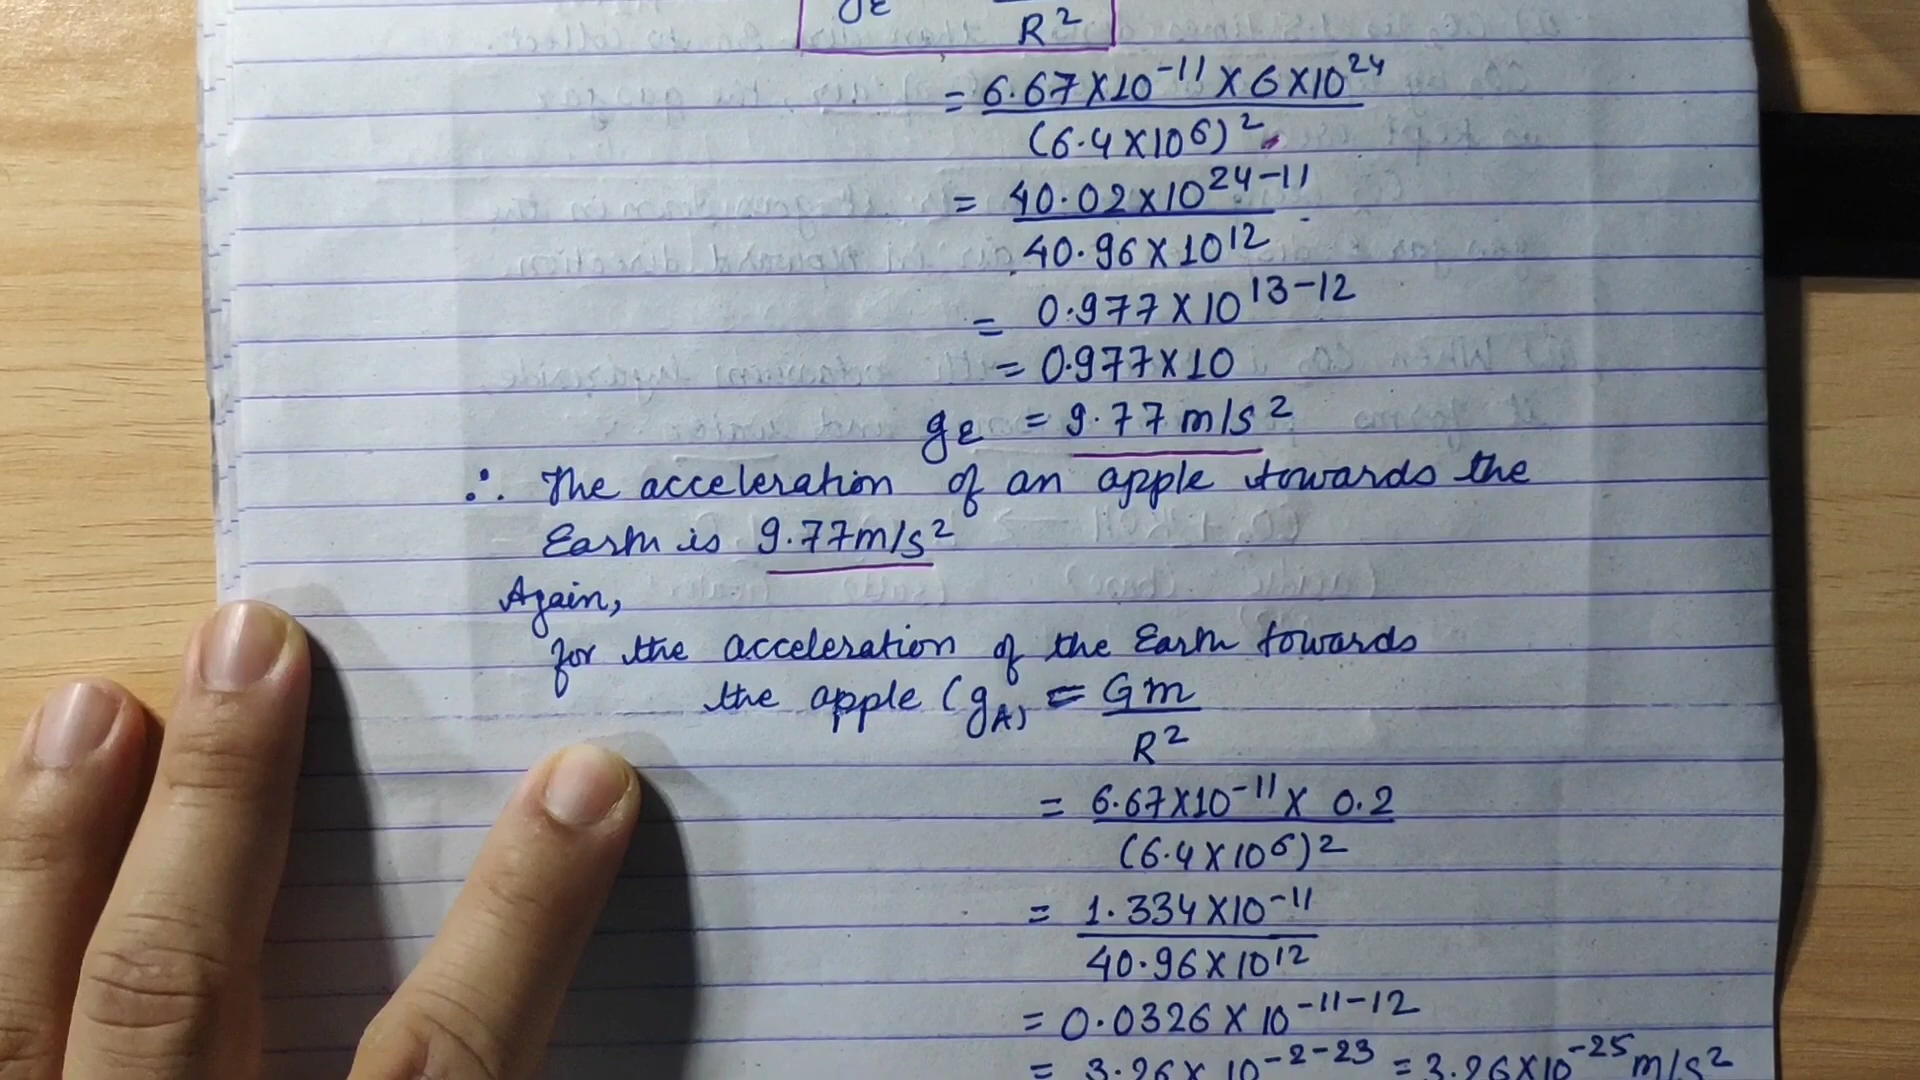 gE
R²
= 6.67×10⁻¹¹ × 6×10²⁴
(6.4×10⁶)²
= 40.02×10²⁴⁻¹¹
40.96×10¹²
= 0.977×10¹³⁻¹²
= 0.977×10
gE = 9.77 m/s²
∴ The acceleration of an apple towards the
Earth is 9.77m/s²
Again,
for the acceleration of the Earth towards
the apple (gA) = Gm
R²
= 6.67×10⁻¹¹ × 0.2
(6.4×10⁶)²
= 1.334×10⁻¹¹
40.96×10¹²
= 0.0326×10⁻¹¹⁻¹²
= 3.26×10⁻²⁻²³ = 3.26×10⁻²⁵ m/s²